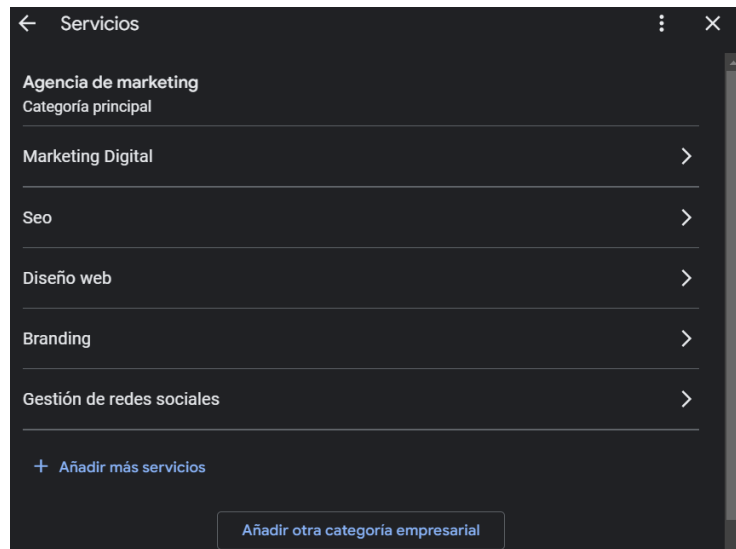 Servicios
Agencia de marketing
Categoría principal
Marketing Digital
Seo
Diseño web
Branding
Gestión de redes sociales
+ Añadir más servicios
Añadir otra categoría empresarial